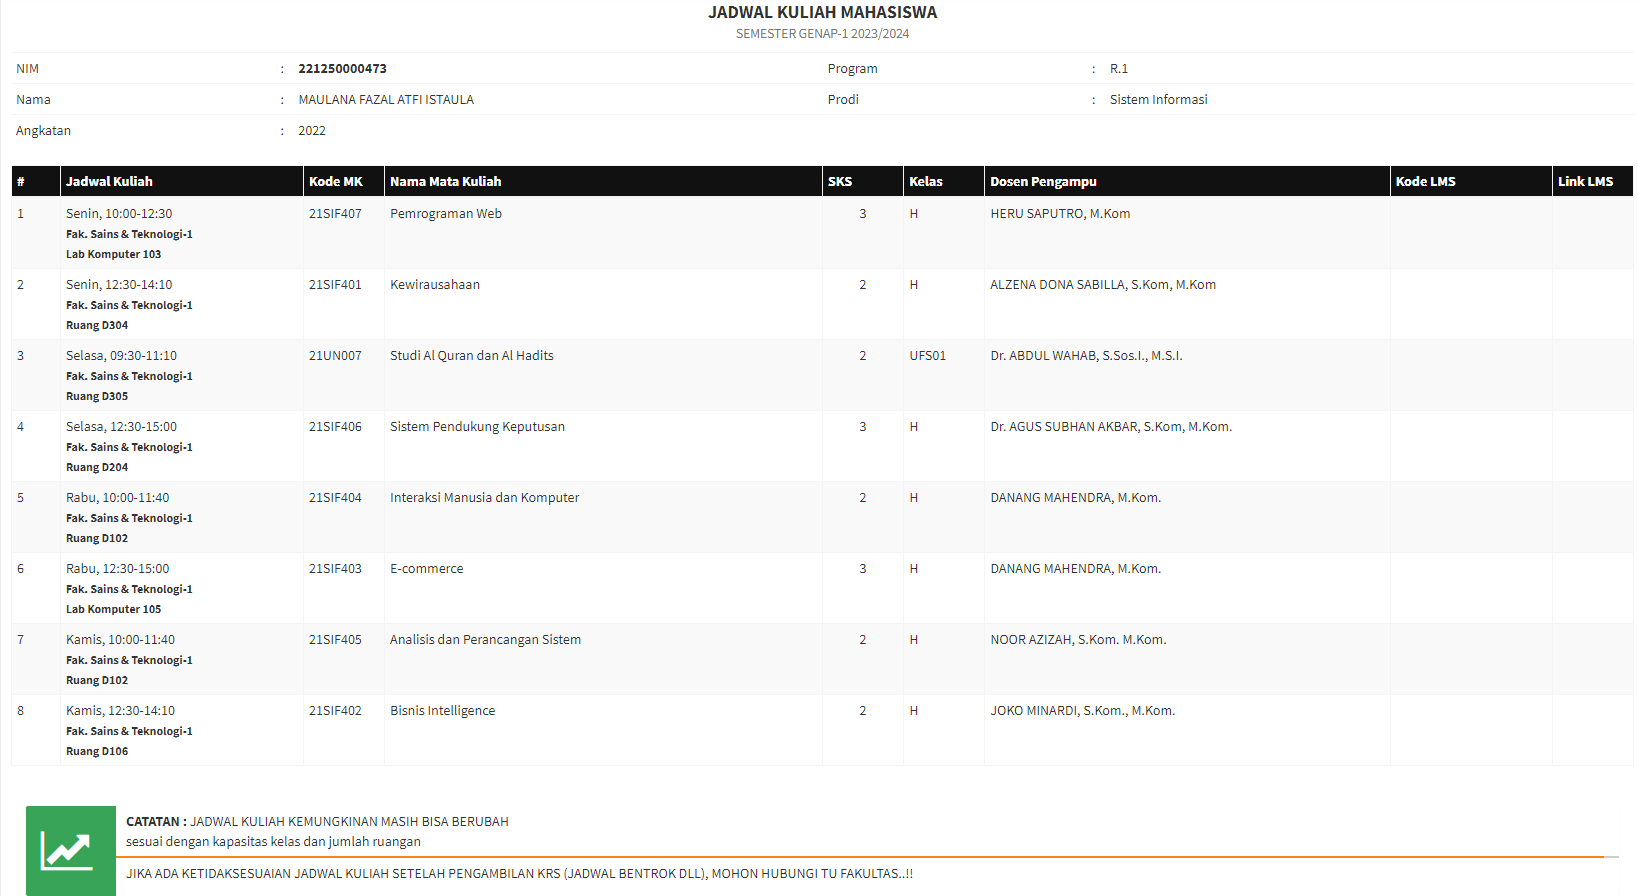 JADWAL KULIAH MAHASISWA
SEMESTER GENAP-1 2023/2024
NIM : 221250000473 Program : R.1
Nama : MAULANA FAZAL ATFI ISTAULA Prodi : Sistem Informasi
Angkatan : 2022
# Jadwal Kuliah Kode MK Nama Mata Kuliah SKS Kelas Dosen Pengampu Kode LMS Link LMS
1 Senin, 10:00-12:30 21SIF407 Pemrograman Web 3 H HERU SAPUTRO, M.Kom
Fak. Sains & Teknologi-1
Lab Komputer 103
2 Senin, 12:30-14:10 21SIF401 Kewirausahaan 2 H ALZENA DONA SABILLA, S.Kom, M.Kom
Fak. Sains & Teknologi-1
Ruang D304
3 Selasa, 09:30-11:10 21UN007 Studi Al Quran dan Al Hadits 2 UFS01 Dr. ABDUL WAHAB, S.Sos.I., M.S.I.
Fak. Sains & Teknologi-1
Ruang D305
4 Selasa, 12:30-15:00 21SIF406 Sistem Pendukung Keputusan 3 H Dr. AGUS SUBHAN AKBAR, S.Kom, M.Kom.
Fak. Sains & Teknologi-1
Ruang D204
5 Rabu, 10:00-11:40 21SIF404 Interaksi Manusia dan Komputer 2 H DANANG MAHENDRA, M.Kom.
Fak. Sains & Teknologi-1
Ruang D102
6 Rabu, 12:30-15:00 21SIF403 E-commerce 3 H DANANG MAHENDRA, M.Kom.
Fak. Sains & Teknologi-1
Lab Komputer 105
7 Kamis, 10:00-11:40 21SIF405 Analisis dan Perancangan Sistem 2 H NOOR AZIZAH, S.Kom. M.Kom.
Fak. Sains & Teknologi-1
Ruang D102
8 Kamis, 12:30-14:10 21SIF402 Bisnis Intelligence 2 H JOKO MINARDI, S.Kom., M.Kom.
Fak. Sains & Teknologi-1
Ruang D106
CATATAN : JADWAL KULIAH KEMUNGKINAN MASIH BISA BERUBAH
sesuai dengan kapasitas kelas dan jumlah ruangan
JIKA ADA KETIDAKSESUAIAN JADWAL KULIAH SETELAH PENGAMBILAN KRS (JADWAL BENTROK DLL), MOHON HUBUNGI TU FAKULTAS..!!